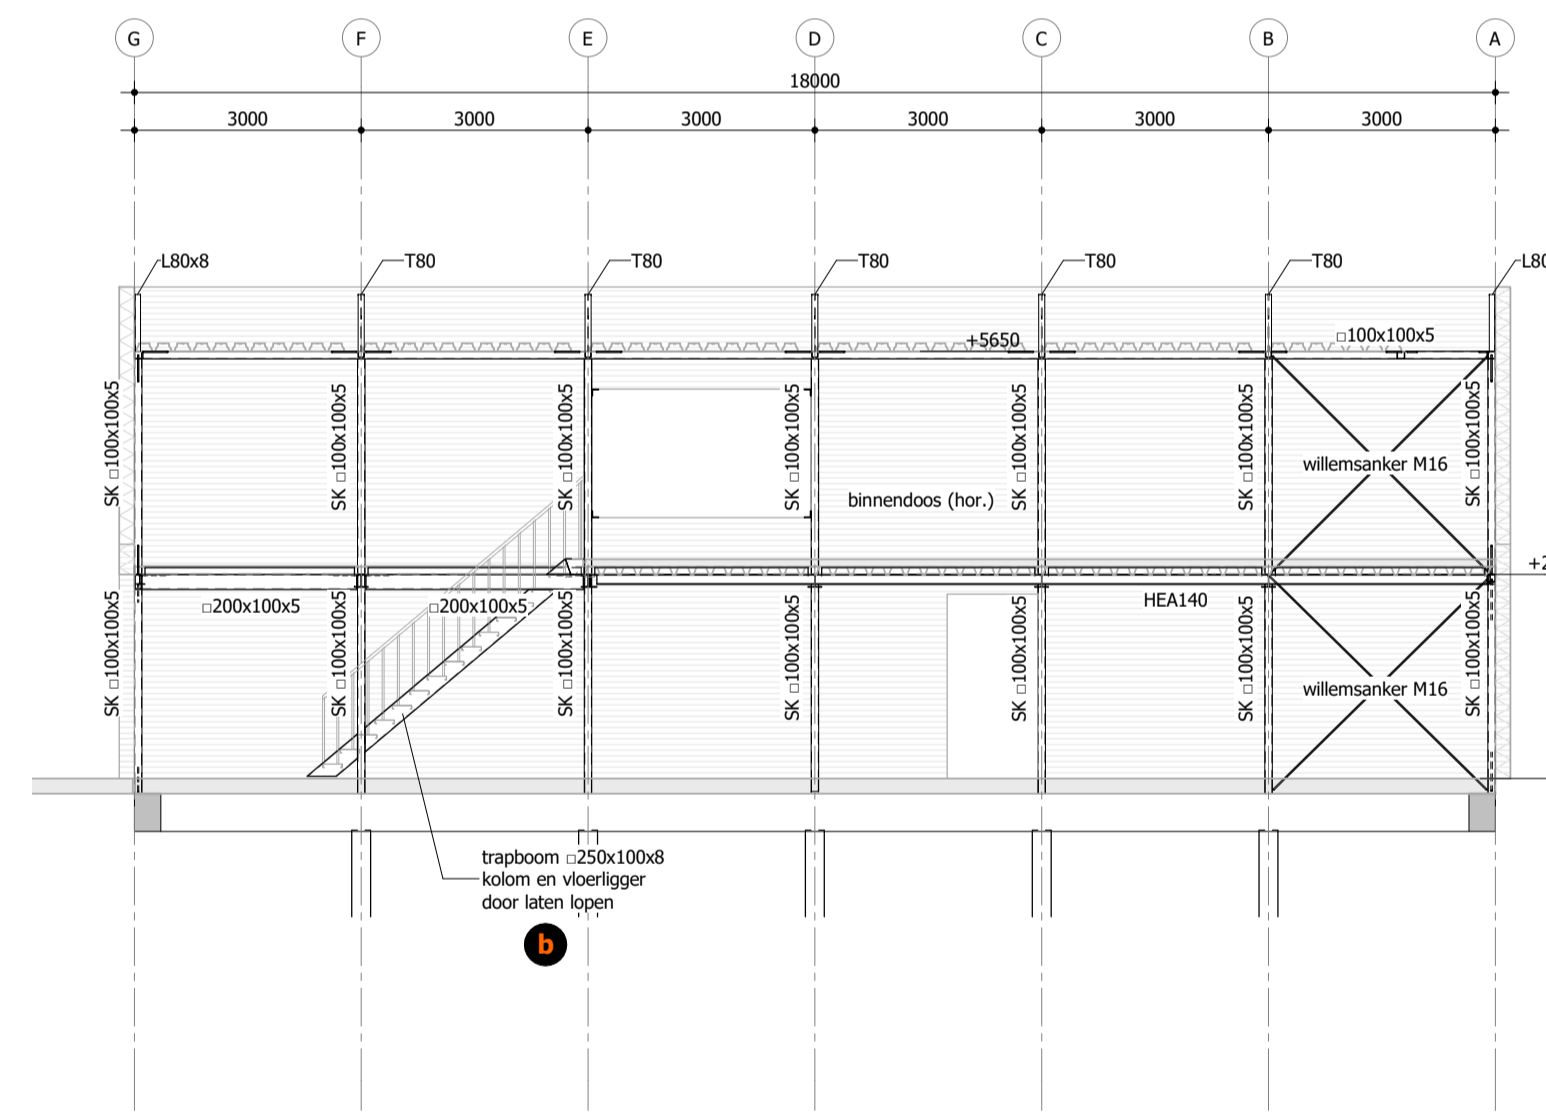 G F E D C B A
18000
3000 3000 3000 3000 3000 3000
L80x8 T80 T80 T80 T80 T80 L80
+5650 □100x100x5
SK □100x100x5 SK □100x100x5 SK □100x100x5 SK □100x100x5 SK □100x100x5 SK □100x100x5 SK □100x100x5
willemsanker M16
binnendoos (hor.)
+2
□200x100x5 □200x100x5 HEA140
SK □100x100x5 SK □100x100x5 SK □100x100x5 SK □100x100x5 SK □100x100x5 SK □100x100x5 SK □100x100x5
willemsanker M16
trapboom □250x100x8
kolom en vloerligger
door laten lopen
b